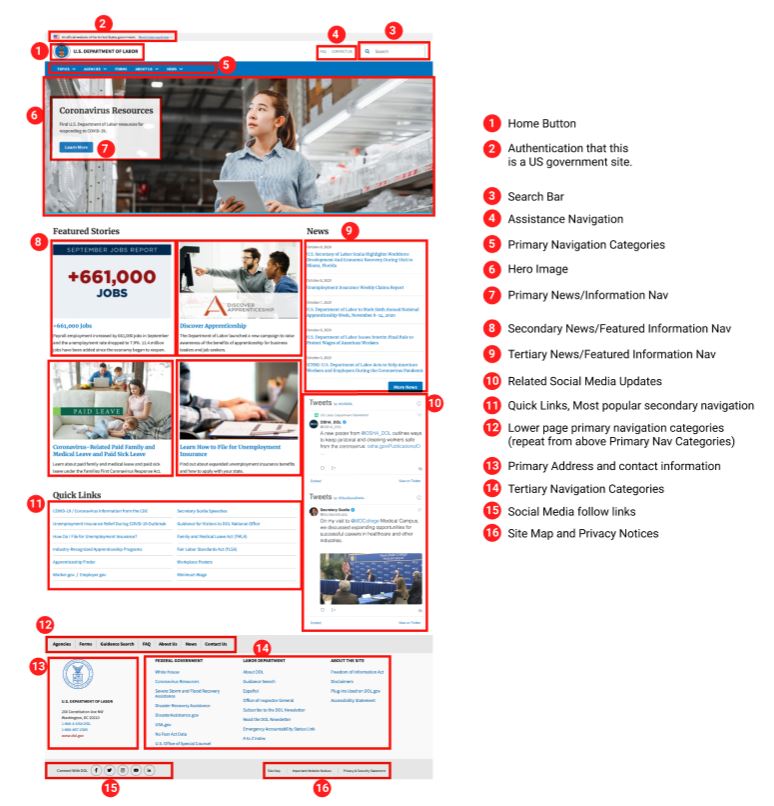 2
An official website of the United States government.
4
3
1
U.S. DEPARTMENT OF LABOR
FAQ CONTACT US
Search
TOPICS AGENCIES FORMS ABOUT US NEWS
5
6
Coronavirus Resources
Find U.S. Department of Labor resources for
responding to COVID-19.
Learn More
7
1 Home Button
2 Authentication that this
is a US government site.
3 Search Bar
4 Assistance Navigation
5 Primary Navigation Categories
6 Hero Image
7 Primary News/Information Nav
8 Secondary News/Featured Information Nav
9 Tertiary News/Featured Information Nav
10 Related Social Media Updates
11 Quick Links, Most popular secondary navigation
12 Lower page primary navigation categories
(repeat from above Primary Nav Categories)
13 Primary Address and contact information
14 Tertiary Navigation Categories
15 Social Media follow links
16 Site Map and Privacy Notices
Featured Stories
8
SEPTEMBER JOBS REPORT
+661,000
JOBS
+661,000 Jobs
Payroll employment increased by 661,000 jobs in September
and the unemployment rate dropped to 7.9%. 11.4 million
jobs have been added since the economy began to reopen.
DISCOVER
APPRENTICESHIP
Discover Apprenticeship
The Department of Labor launched a new campaign to raise
awareness of the benefits of apprenticeship for business
leaders and job seekers.
PAID LEAVE
Coronavirus-Related Paid Family and
Medical Leave and Paid Sick Leave
Learn about paid family and medical leave and paid sick
leave under the Families First Coronavirus Response Act.
Learn How to File for Unemployment
Insurance
Find out about expanded unemployment insurance benefits
and how to apply with your state.
News
9
U.S. Secretary of Labor Scalia Highlights Workforce
Development And Economic Recovery During Visit to
Miami, Florida
Unemployment Insurance Weekly Claims Report
U.S. Department of Labor to Mark Sixth Annual National
Apprenticeship Week, November 8-14, 2020
U.S. Department of Labor Issues Interim Final Rule to
Protect Wages of American Workers
COVID-19: U.S. Department of Labor Acts to Help American
Workers and Employers During the Coronavirus Pandemic
More News
10
Tweets
OSHA_DOL
A new poster from @OSHA_DOL outlines ways
to keep personal and choking workers safe
from the coronavirus:
Embed
View on Twitter
Tweets
Secretary Scalia
On my visit to @MDCollege Medical Campus,
we discussed expanding opportunities for
successful careers in healthcare and other
industries.
Embed
View on Twitter
Quick Links
11
COVID-19 / Coronavirus Information from the CDC
Secretary Scalia Speeches
Unemployment Insurance Relief During COVID-19 Outbreak
Guidance for Visitors to DOL National Office
How Do I File for Unemployment Insurance?
Family and Medical Leave Act (FMLA)
Industry-Recognized Apprenticeship Programs
Fair Labor Standards Act (FLSA)
Apprenticeship Finder
Workplace Posters
Worker.gov / Employer.gov
Minimum Wage
12
Agencies Forms Guidance Search FAQ About Us News Contact Us
13
14
U.S. DEPARTMENT OF LABOR
200 Constitution Ave NW
Washington, DC 20210
1-866-4-USA-DOL
1-866-487-2365
www.dol.gov
FEDERAL GOVERNMENT
White House
Coronavirus Resources
Severe Storm and Flood Recovery
Assistance
Disaster Recovery Assistance
DisasterAssistance.gov
USA.gov
No Fear Act Data
U.S. Office of Special Counsel
LABOR DEPARTMENT
About DOL
Guidance Search
Español
Office of Inspector General
Subscribe to the DOL Newsletter
Read the DOL Newsletter
Emergency Accountability Status Link
A to Z Index
ABOUT THE SITE
Freedom of Information Act
Disclaimers
Plug-ins Used on DOL.gov
Accessibility Statement
Connect With DOL
15
Site Map Important Website Notices Privacy & Security Statement
16